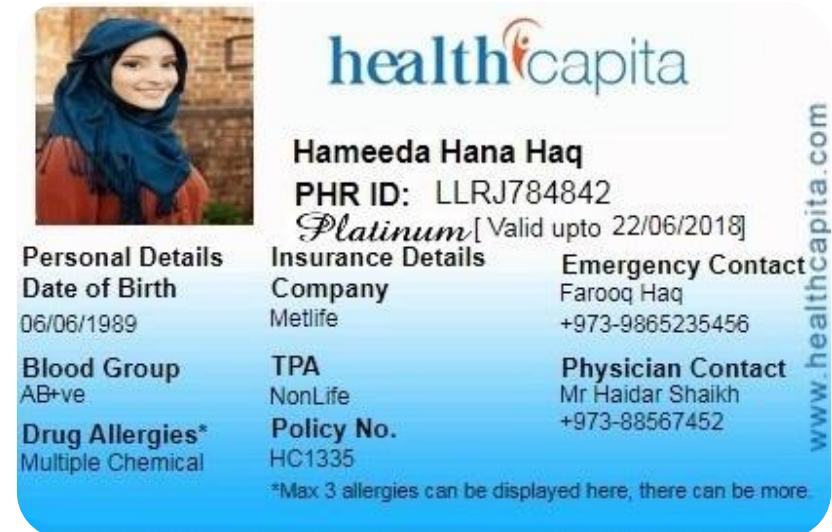 healthcapita
Hameeda Hana Haq
PHR ID: LLRJ784842
Platinum [ Valid upto 22/06/2018]
Personal Details
Date of Birth
06/06/1989
Blood Group
AB+ve
Drug Allergies*
Multiple Chemical
Insurance Details
Company
Metlife
TPA
NonLife
Policy No.
HC1335
Emergency Contact
Farooq Haq
+973-9865235456
Physician Contact
Mr Haidar Shaikh
+973-88567452
*Max 3 allergies can be displayed here, there can be more.
www.healthcapita.com